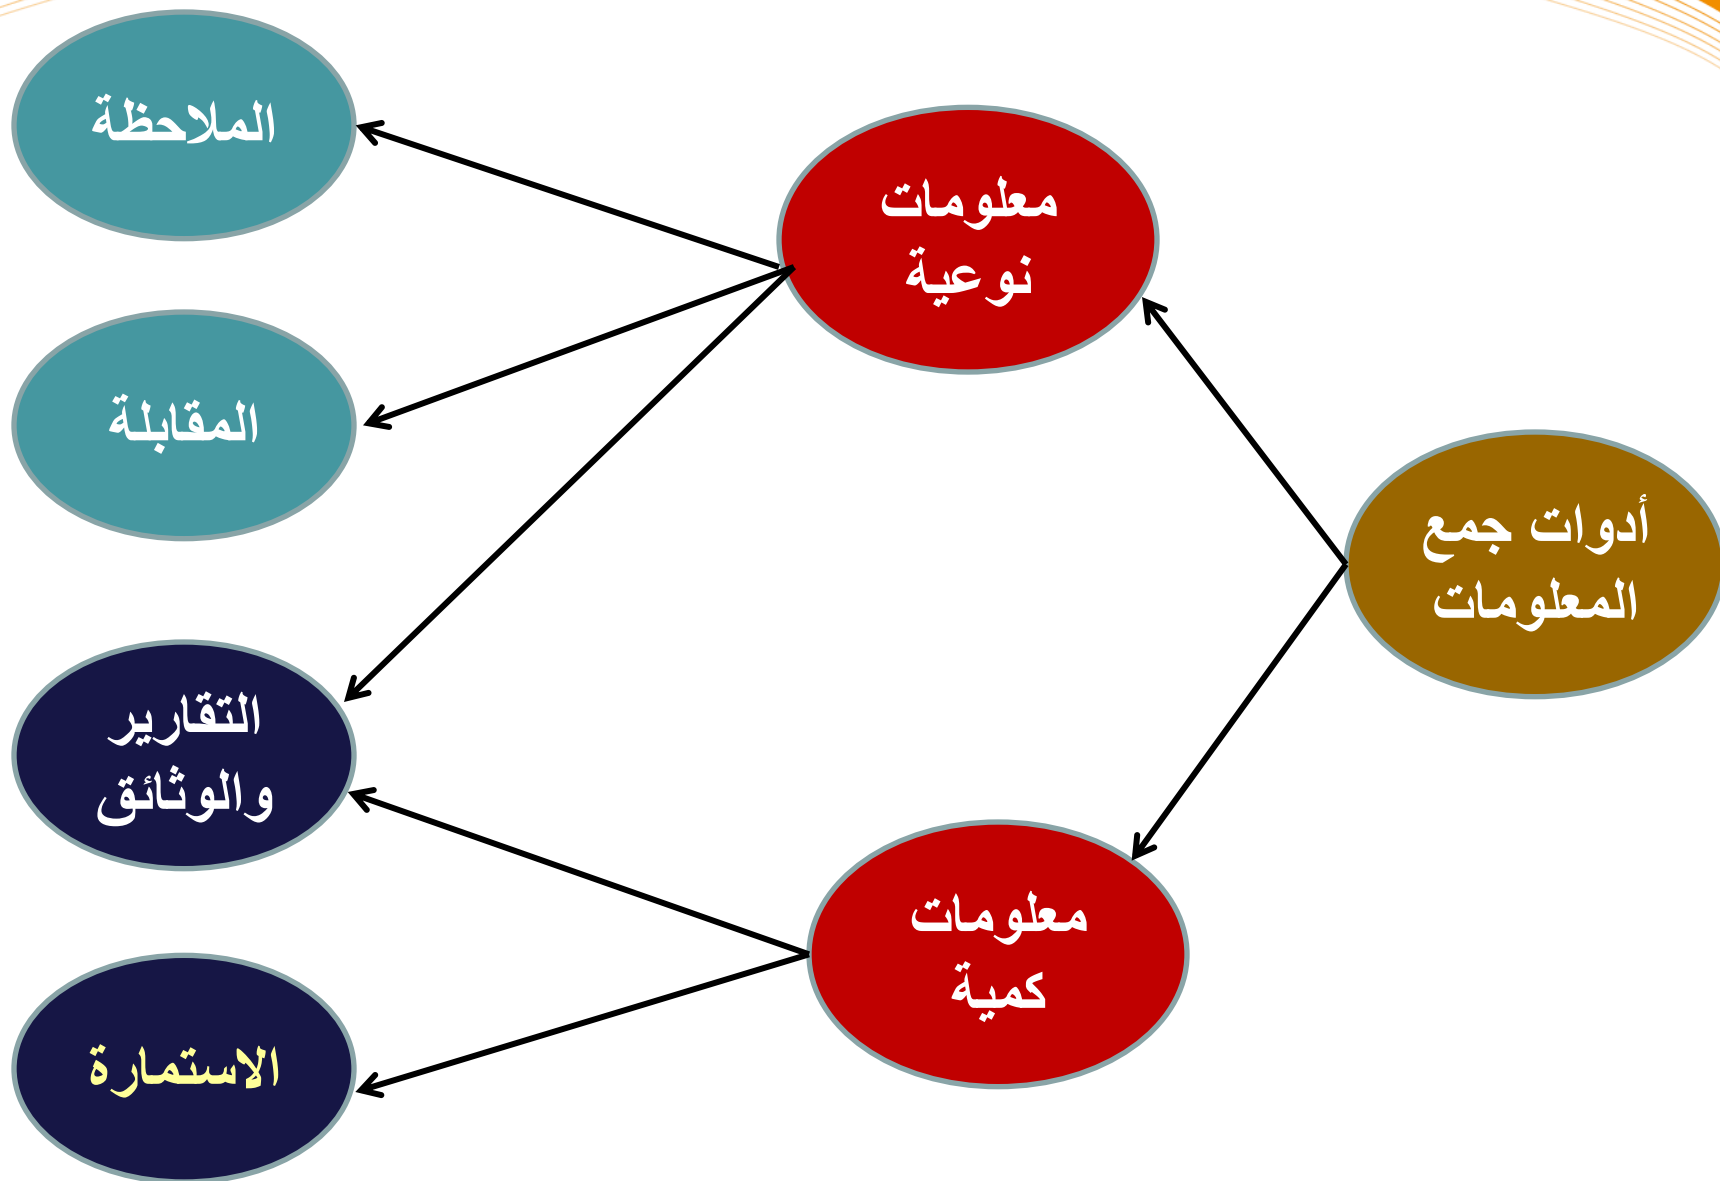 أدوات جمع
المعلومات
معلومات
نوعية
معلومات
كمية
الملاحظة
المقابلة
التقارير
والوثائق
الاستمارة